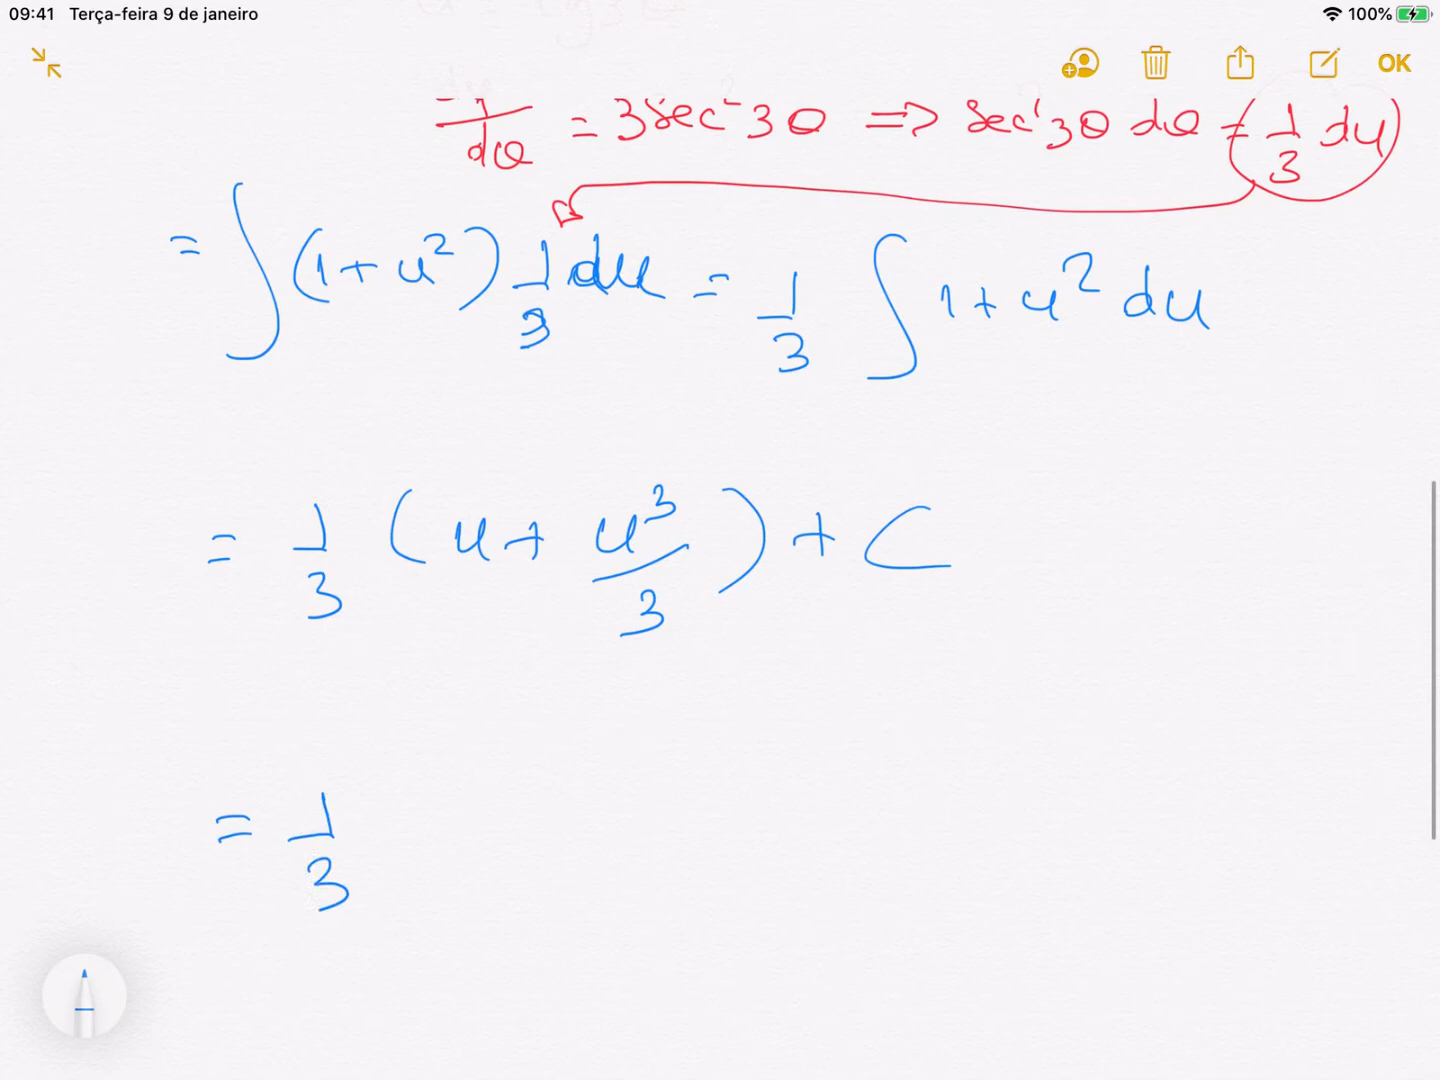 09:41 Terça-feira 9 de janeiro 100%
OK
/dθ = 3sec²3θ => sec²3θ dθ = 1/3 du
= ∫(1+u²) 1/3 du = 1/3 ∫ 1+u² du
= 1/3 (u + u³/3) + C
= 1/3